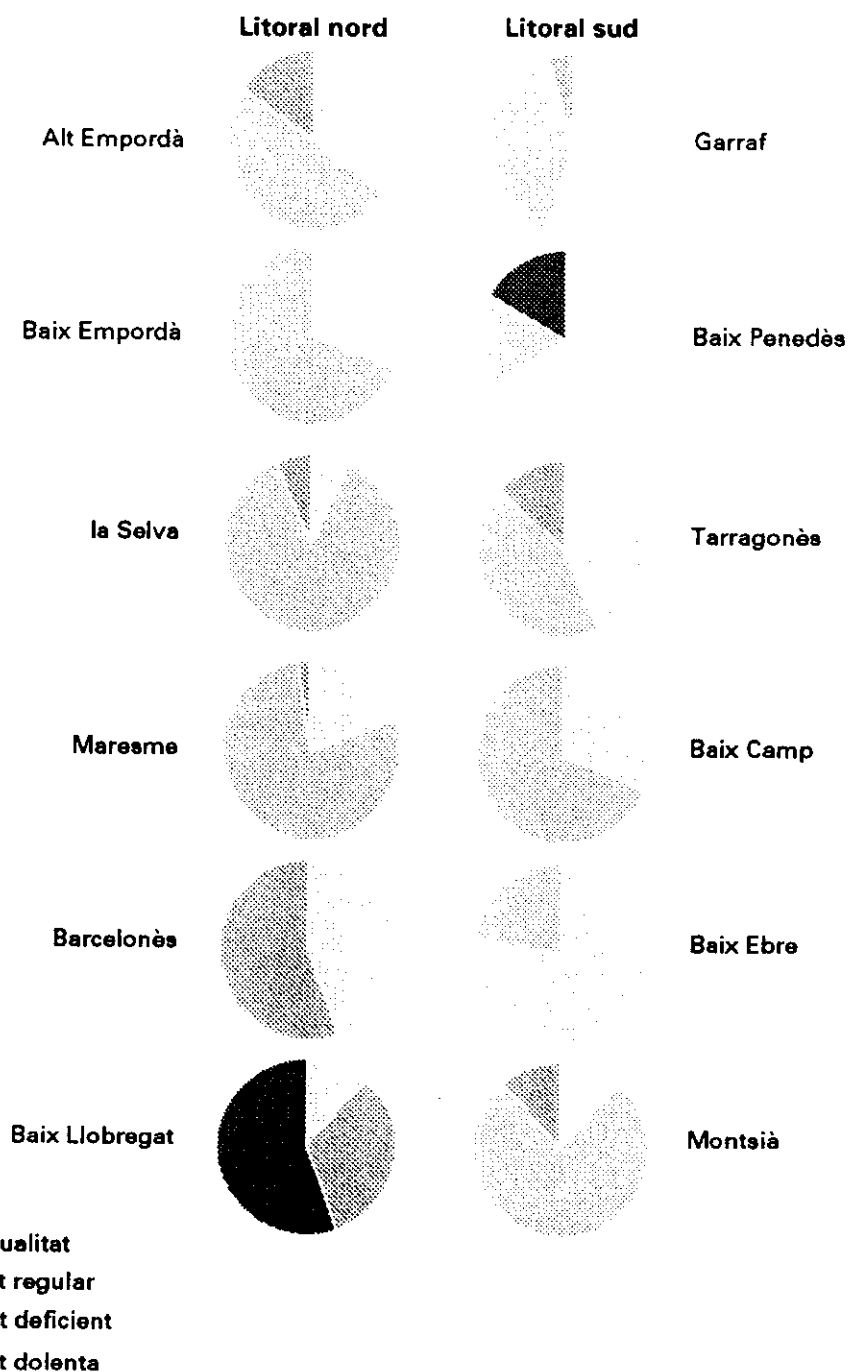 Litoral nord
Litoral sud
Alt Empordà
Garraf
Baix Empordà
Baix Penedès
la Selva
Tarragonès
Maresme
Baix Camp
Barcelonès
Baix Ebre
Baix Llobregat
Montsià
ualitat
t regular
t deficient
t dolenta